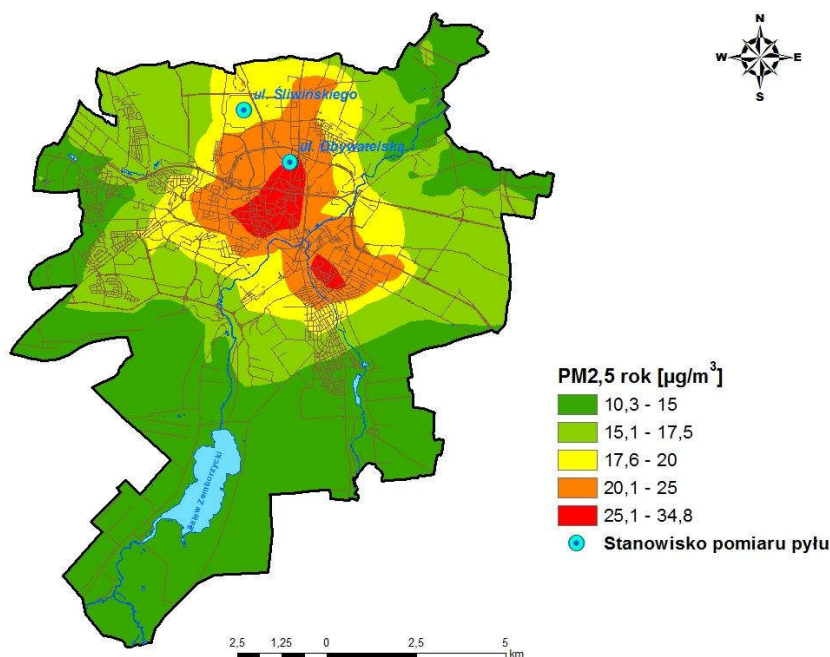 N
W E
S
ul. Śliwińskiego
ul. Obywatelska
Zalew Zemborzycki
PM2,5 rok [µg/m³]
10,3 - 15
15,1 - 17,5
17,6 - 20
20,1 - 25
25,1 - 34,8
Stanowisko pomiaru pyłu
2,5 1,25 0 2,5 5
km